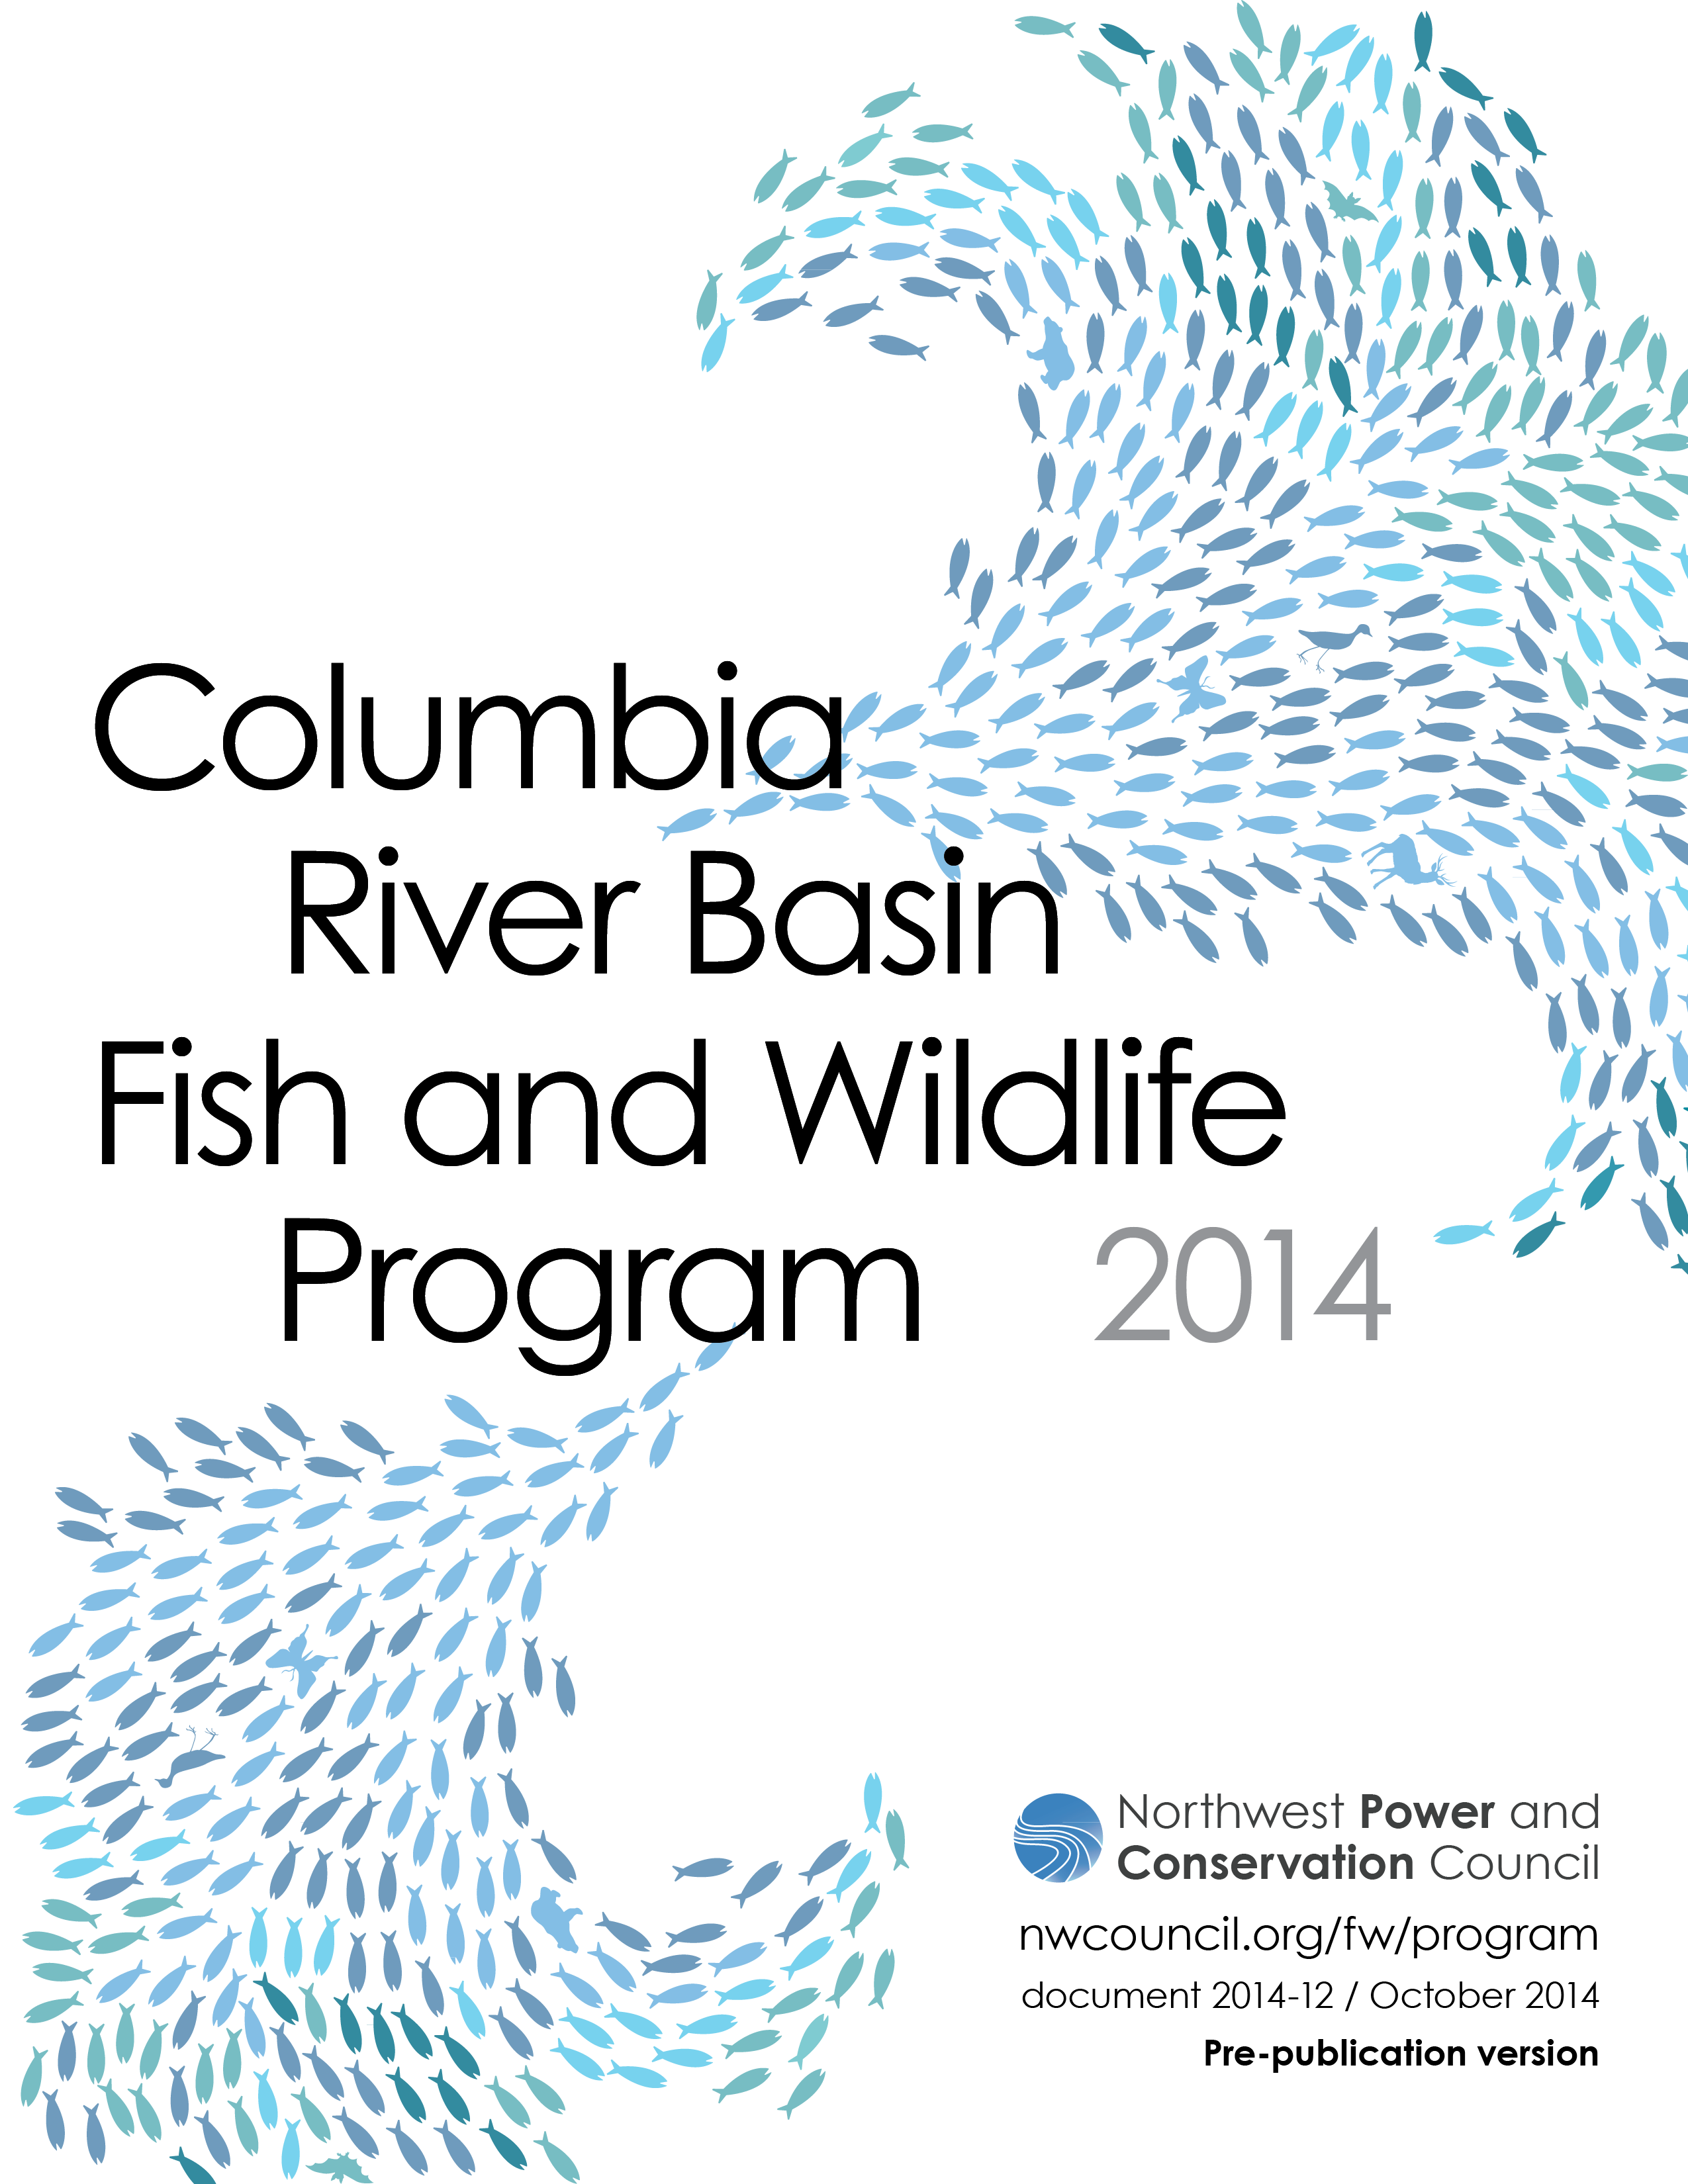 Columbia
River Basin
Fish and Wildlife
Program 2014
Northwest Power and
Conservation Council
nwcouncil.org/fw/program
document 2014-12 / October 2014
Pre-publication version